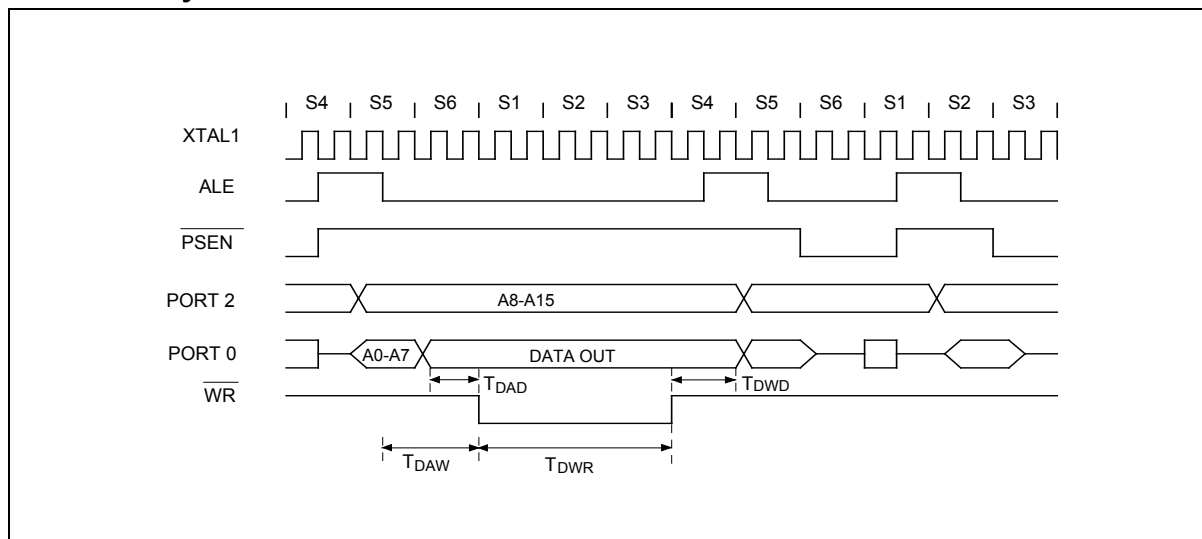 S4 S5 S6 S1 S2 S3 S4 S5 S6 S1 S2 S3
XTAL1
ALE
PSEN
PORT 2 A8-A15
PORT 0 A0-A7 DATA OUT
TDAD TDWD
WR
TDAW TDWR